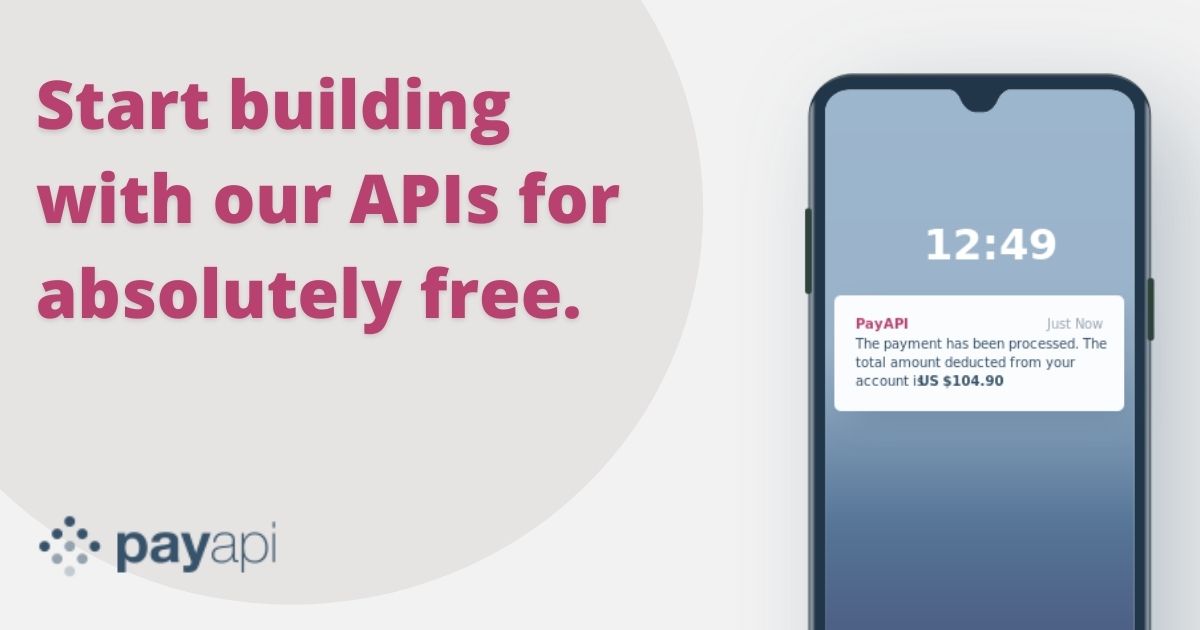 Start building
with our APIs for
absolutely free.
payapi
12:49
PayAPI Just Now
The payment has been processed. The
total amount deducted from your
account is US $104.90